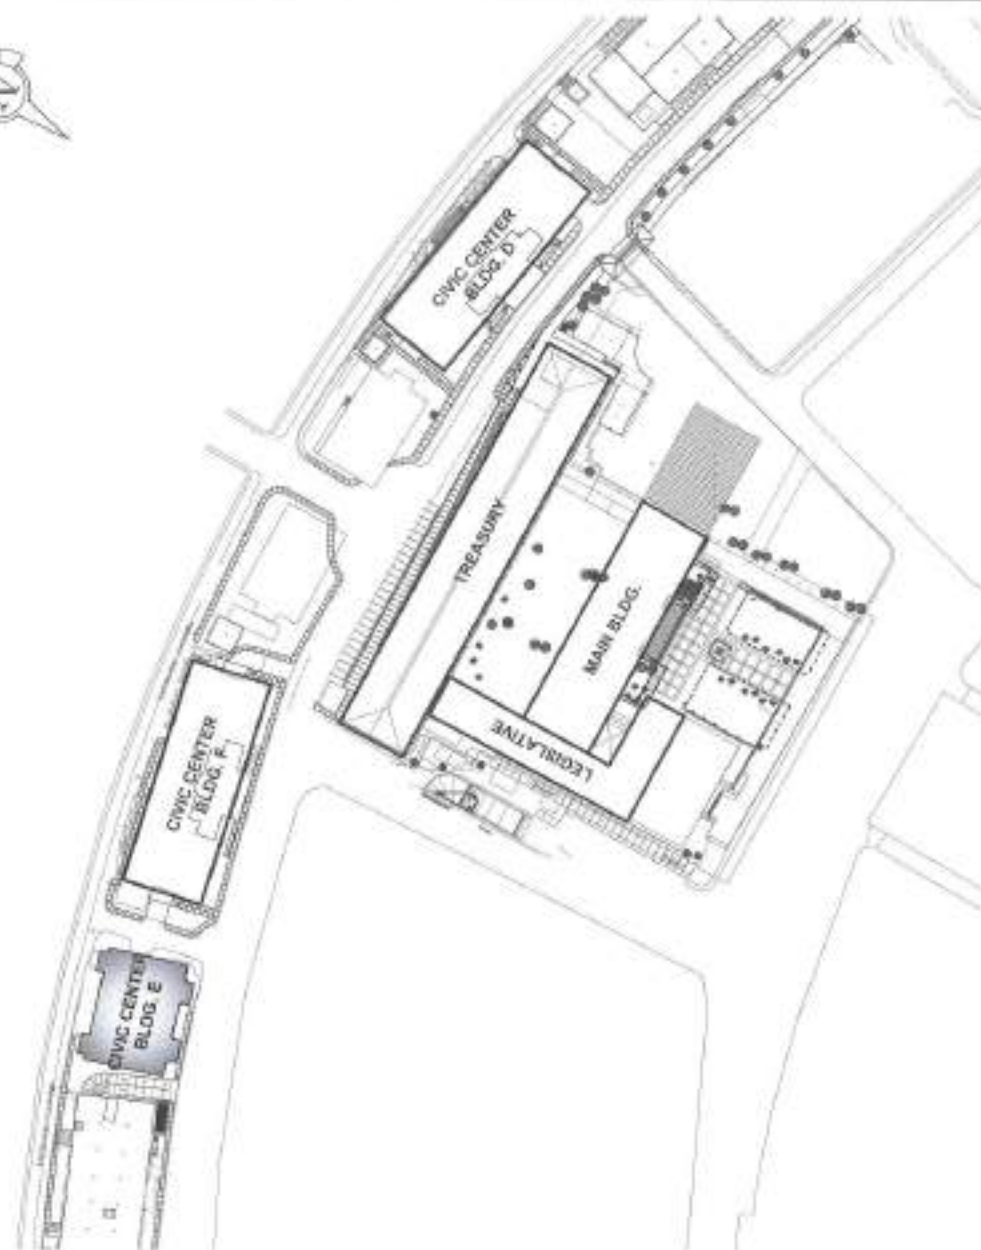 CIVIC CENTER
BLDG. D
TREASURY
MAIN BLDG.
LEGISLATIVE
CIVIC CENTER
BLDG. F
CIVIC CENTER
BLDG. E